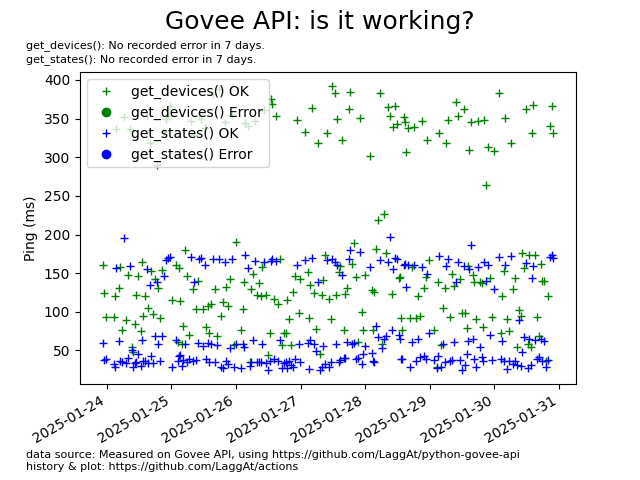 Govee API: is it working?
get_devices(): No recorded error in 7 days.
get_states(): No recorded error in 7 days.
get_devices() OK
get_devices() Error
get_states() OK
get_states() Error
Ping (ms)
400
350
300
250
200
150
100
50
2025-01-24
2025-01-25
2025-01-26
2025-01-27
2025-01-28
2025-01-29
2025-01-30
2025-01-31
data source: Measured on Govee API, using https://github.com/LaggAt/python-govee-api
history & plot: https://github.com/LaggAt/actions